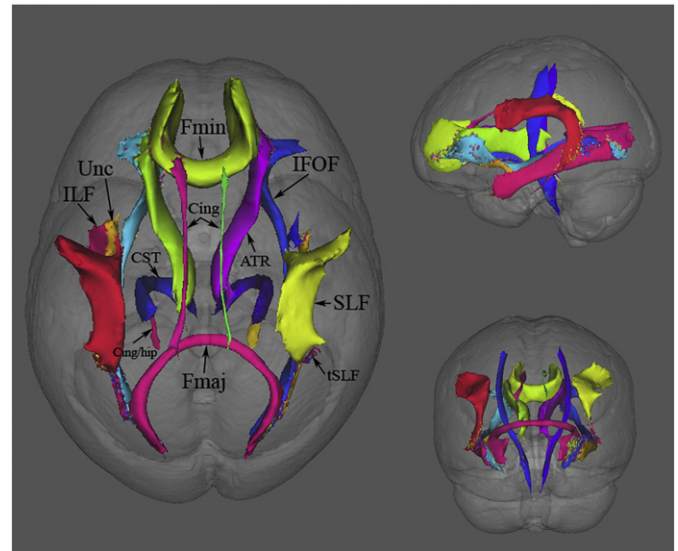 Fmin
Unc
IFOF
ILF
Cing
CST
ATR
SLF
Cing/hip
Fmaj
tSLF